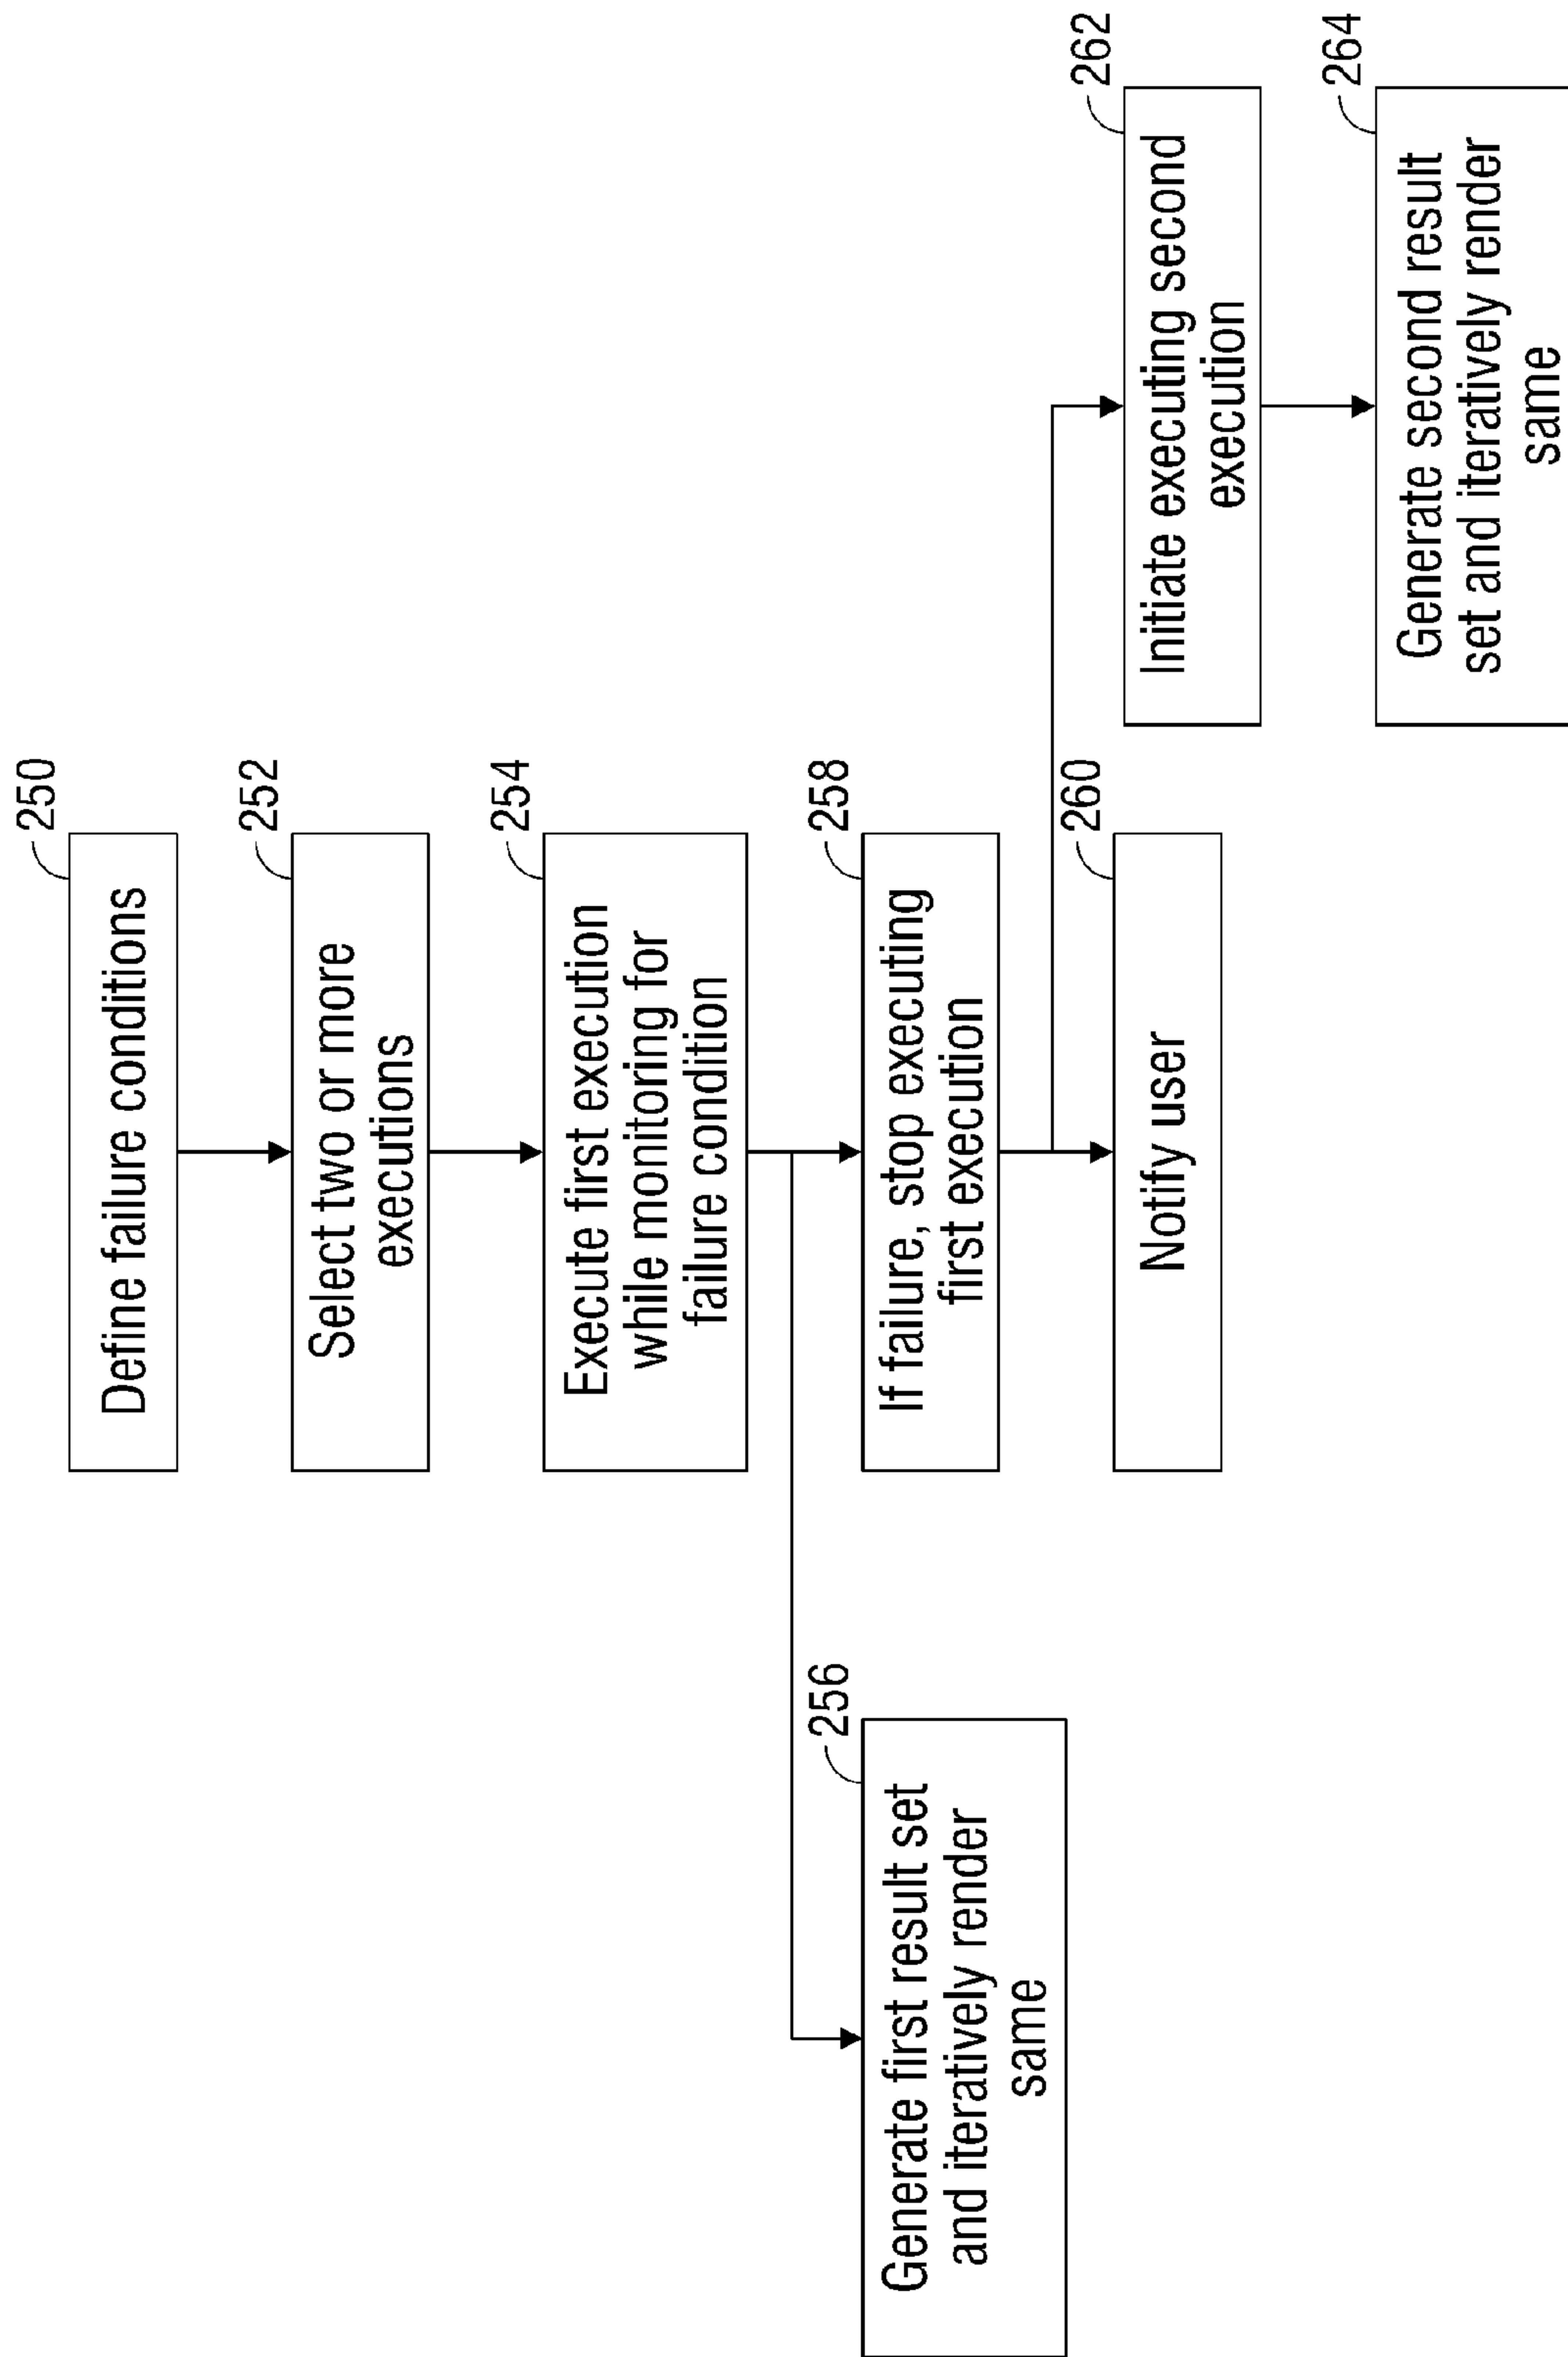 250
Define failure conditions
252
Select two or more
executions
254
Execute first execution
while monitoring for
failure condition
256
Generate first result set
and iteratively render
same
258
If failure, stop executing
first execution
260
Notify user
262
Initiate executing second
execution
264
Generate second result
set and iteratively render
same